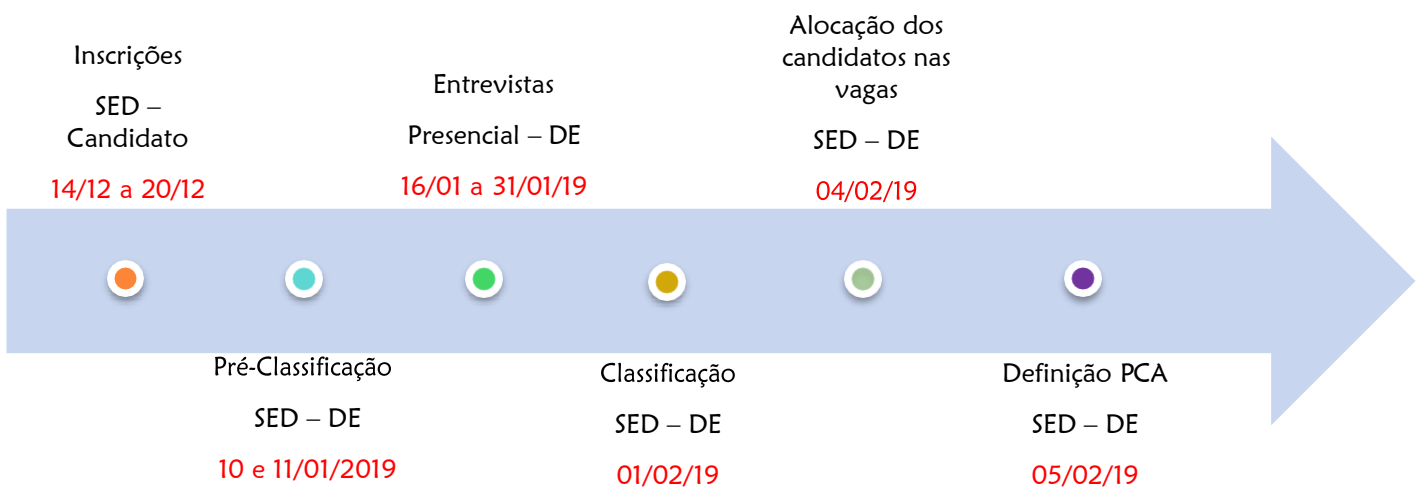 Inscrições
SED –
Candidato
14/12 a 20/12
Pré-Classificação
SED – DE
10 e 11/01/2019
Entrevistas
Presencial – DE
16/01 a 31/01/19
Classificação
SED – DE
01/02/19
Alocação dos
candidatos nas
vagas
SED – DE
04/02/19
Definição PCA
SED – DE
05/02/19